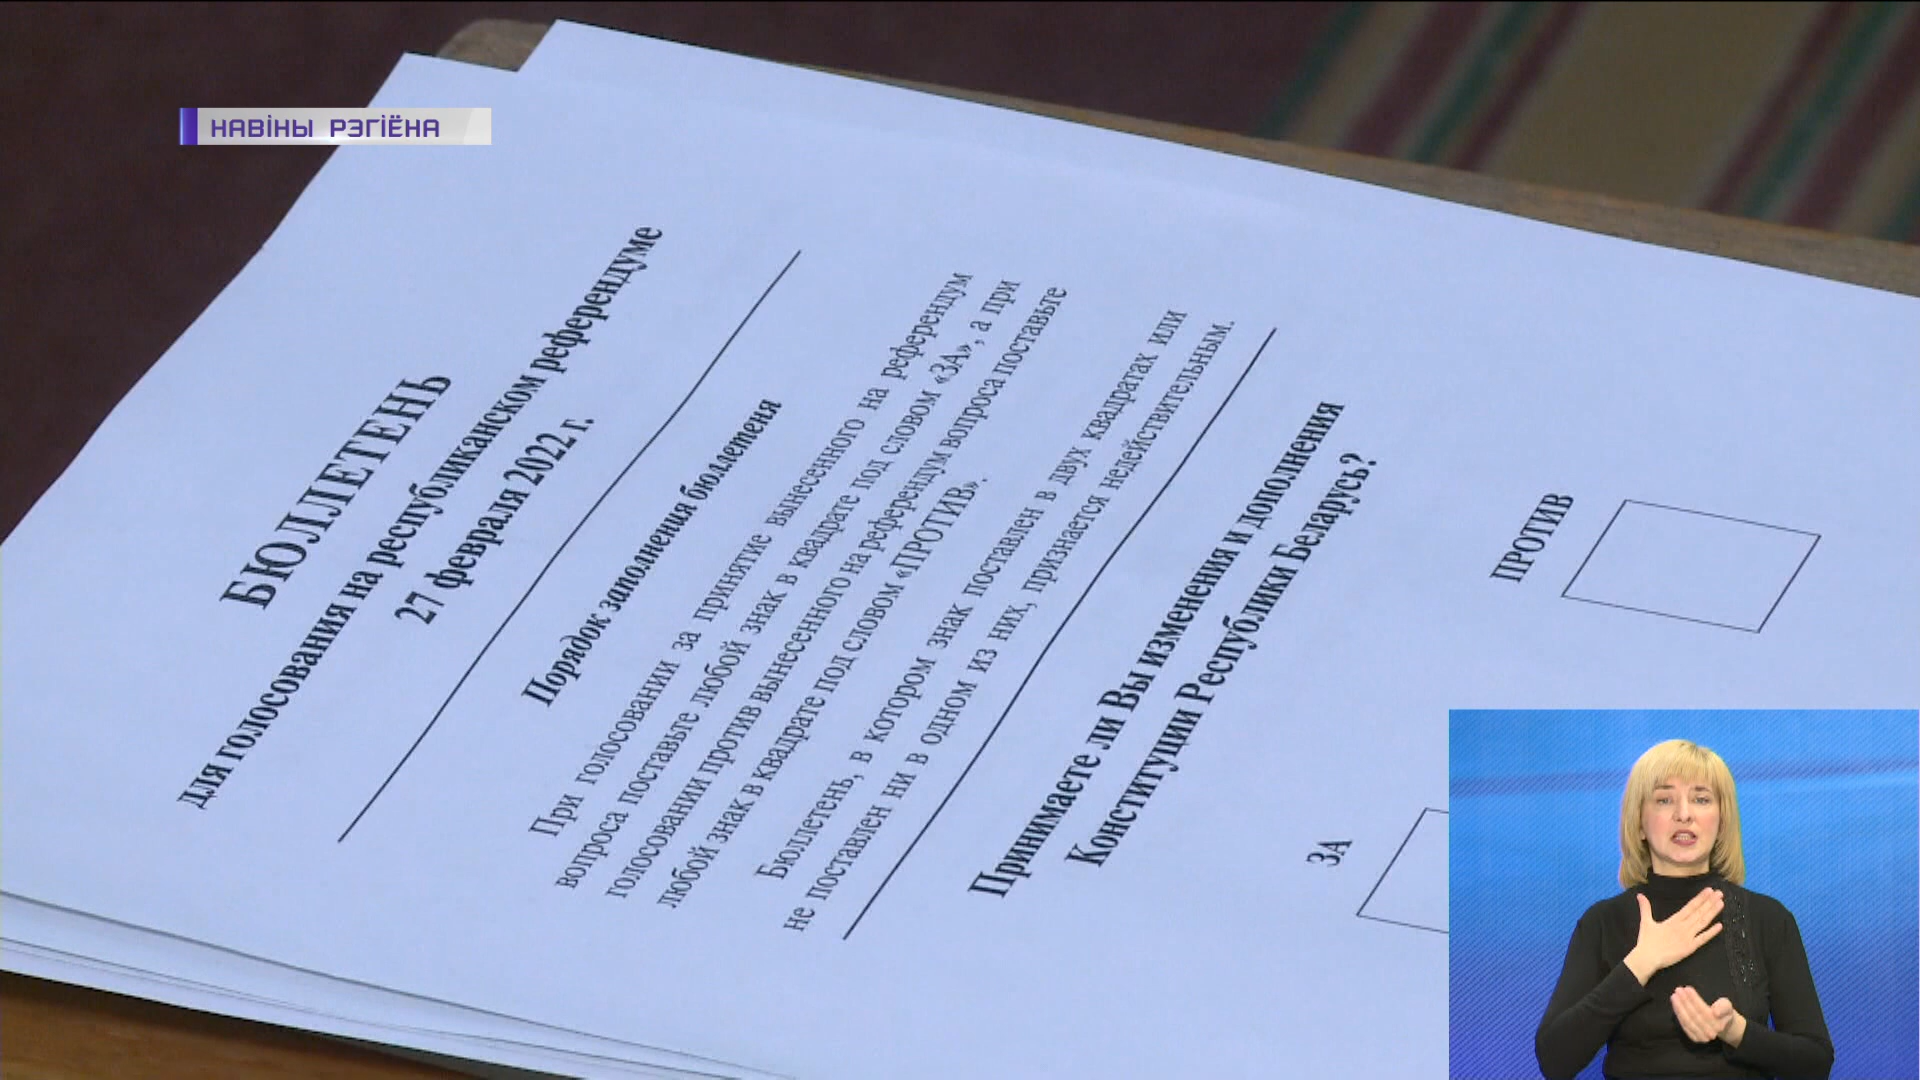 НАВІНЫ РЭГІЁНА
БЮЛЛЕТЕНЬ
для голосования на республиканском референдуме
27 февраля 2022 г.
Порядок заполнения бюллетеня
При голосовании за принятие вынесенного на референдум
вопроса поставьте любой знак в квадрате под словом «ЗА», а при
голосовании против вынесенного на референдум вопроса поставьте
любой знак в квадрате под словом «ПРОТИВ».
Бюллетень, в котором знак поставлен в двух квадратах или
не поставлен ни в одном из них, признается недействительным.
Принимаете ли Вы изменения и дополнения
Конституции Республики Беларусь?
ЗА ПРОТИВ